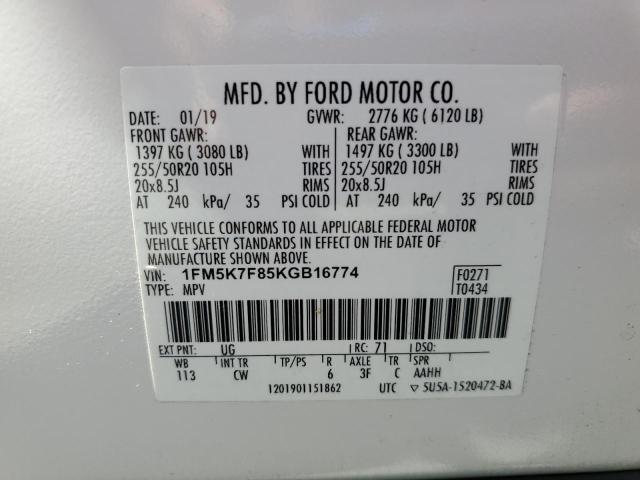 MFD. BY FORD MOTOR CO.
DATE: 01/19 GVWR: 2776 KG ( 6120 LB)
FRONT GAWR: REAR GAWR:
1397 KG ( 3080 LB) WITH 1497 KG ( 3300 LB) WITH
255/50R20 105H TIRES 255/50R20 105H TIRES
20x8.5J RIMS 20x8.5J RIMS
AT 240 kPa/ 35 PSI COLD AT 240 kPa/ 35 PSI COLD
THIS VEHICLE CONFORMS TO ALL APPLICABLE FEDERAL MOTOR
VEHICLE SAFETY STANDARDS IN EFFECT ON THE DATE OF
MANUFACTURE SHOWN ABOVE.
VIN: 1FM5K7F85KGB16774 F0271
TYPE: MPV T0434
EXT PNT: UG RC: 71 DSO:
WB INT TR TP/PS R AXLE TR SPR
113 CW 6 3F C AAHH
1201901151862 UTC ▽ 5U5A-1520472-BA